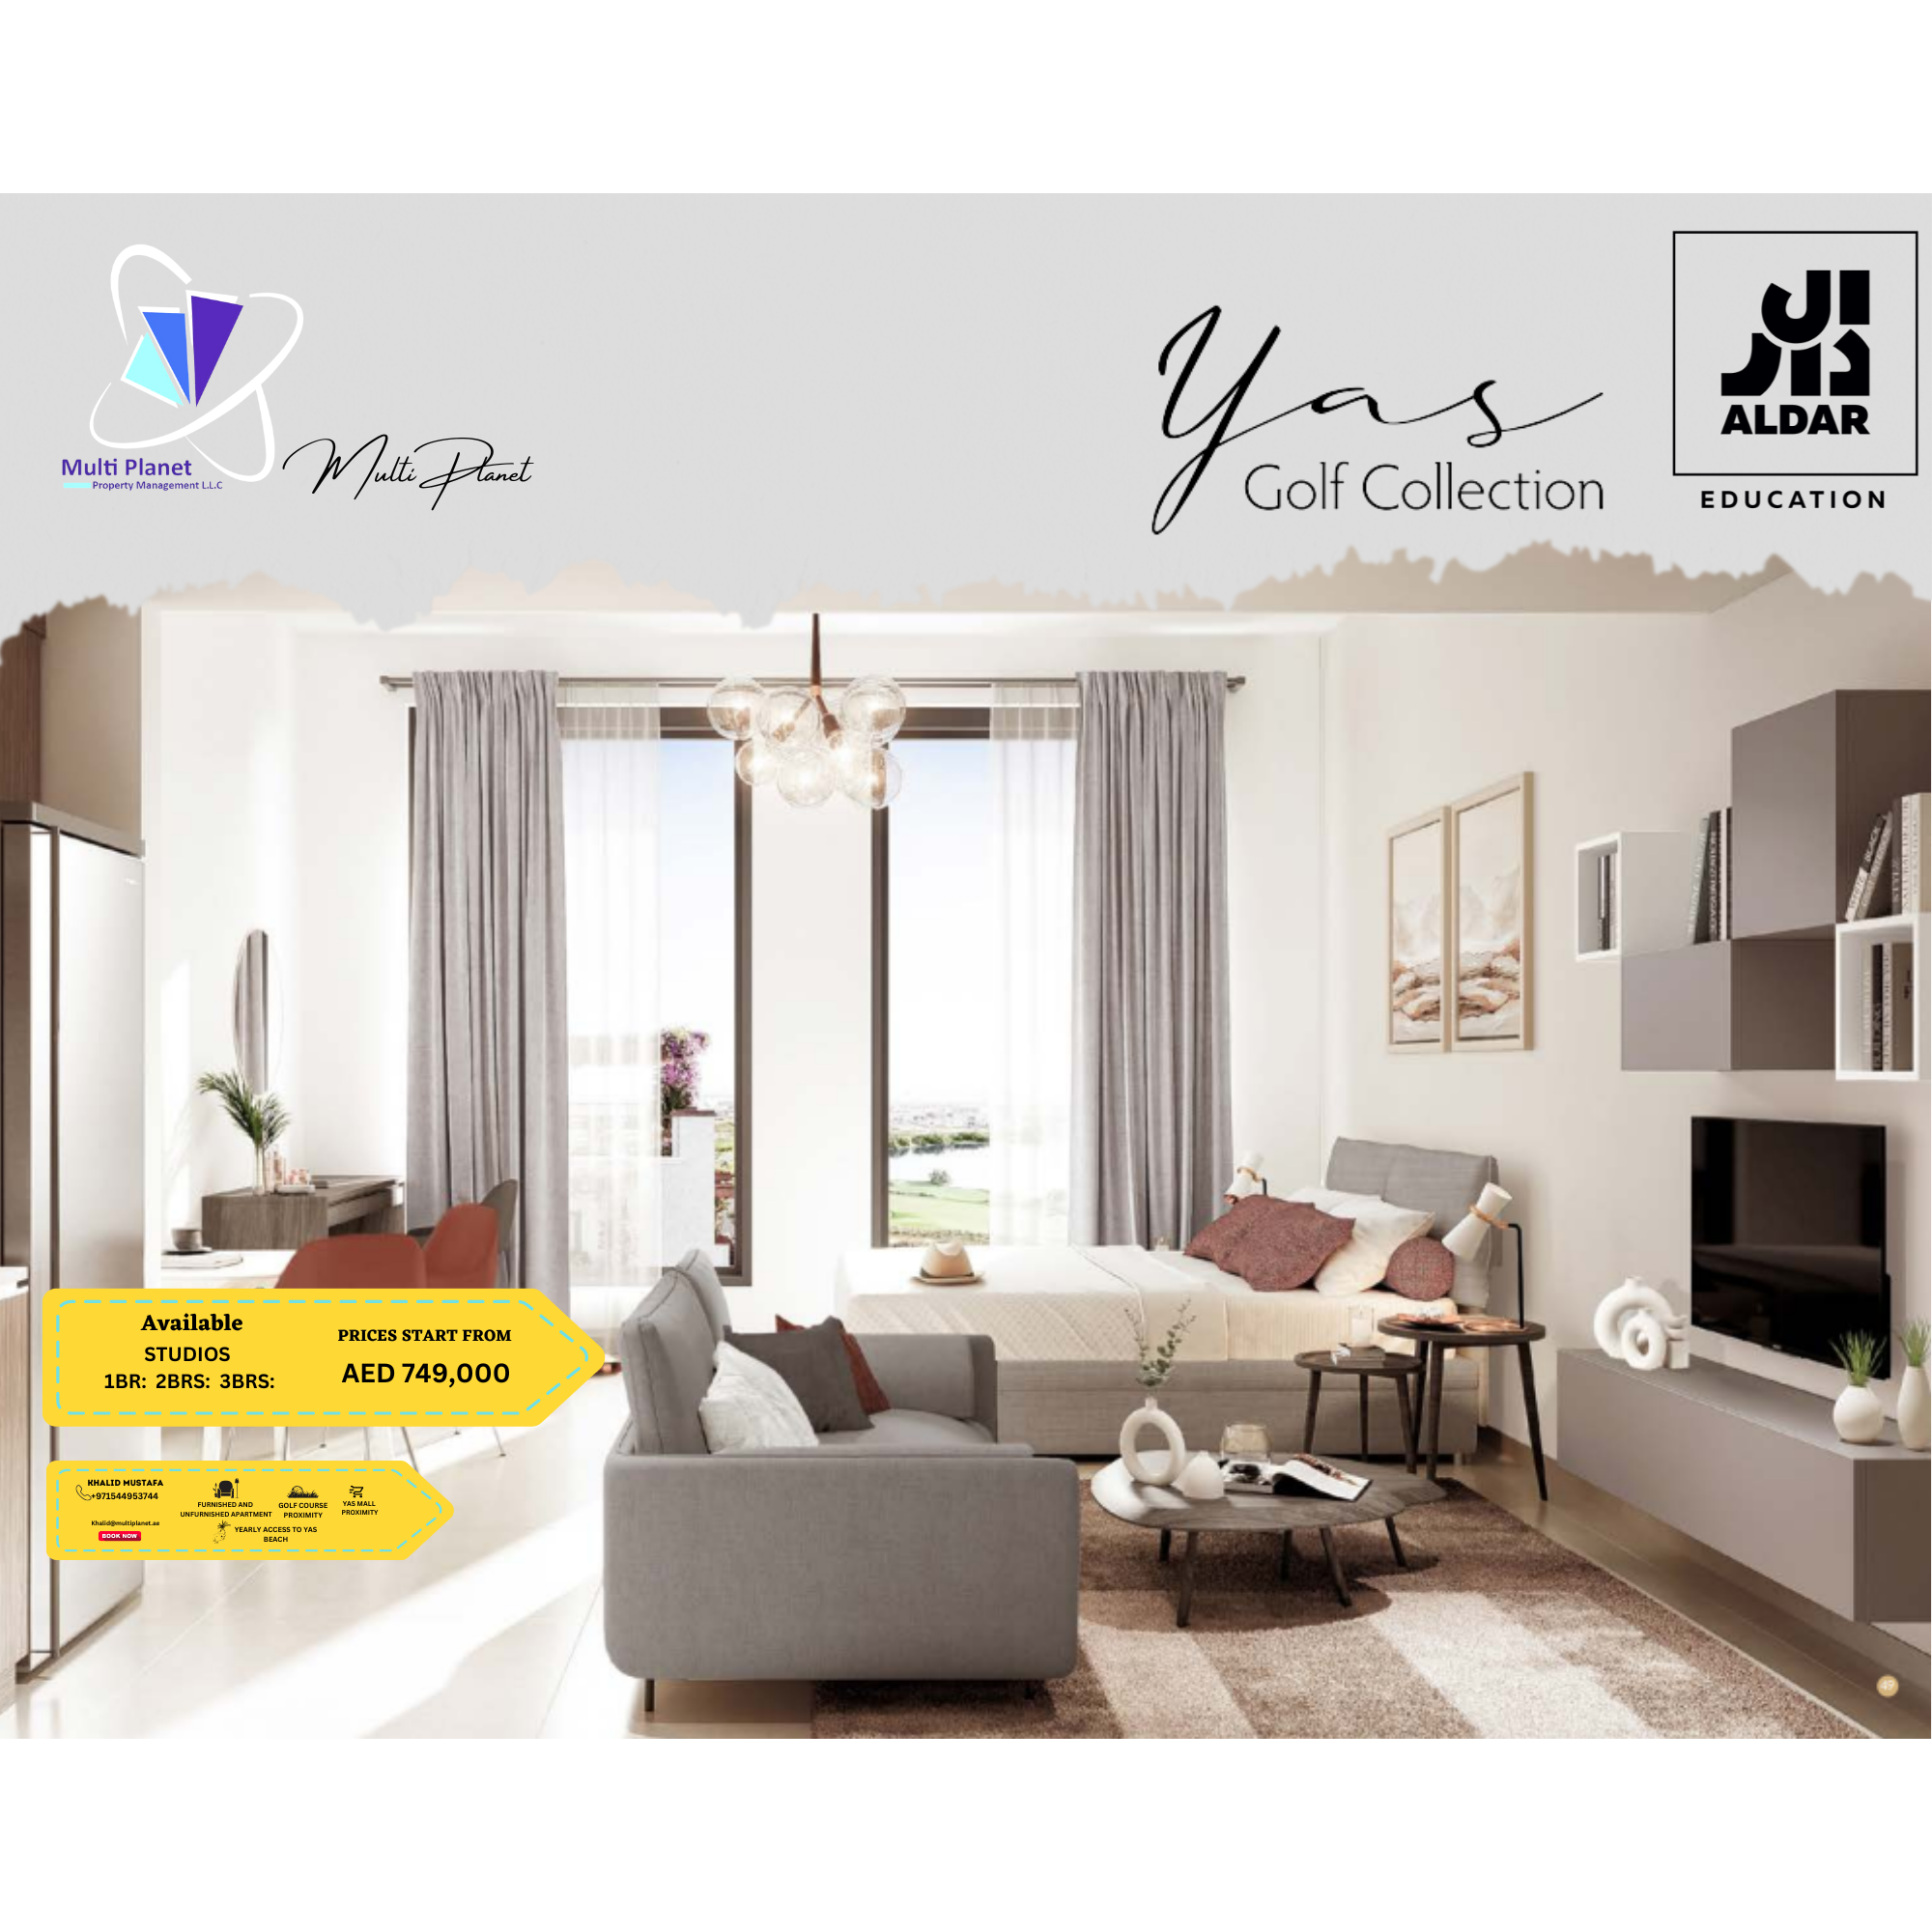 Multi Planet
Property Management L.L.C
Multi Planet
Yas
Golf Collection
الدار
ALDAR
EDUCATION
Available
STUDIOS
1BR: 2BRS: 3BRS:
PRICES START FROM
AED 749,000
KHALID MUSTAFA
+971544953744
Khalid@multiplanet.ae
BOOK NOW
FURNISHED AND
UNFURNISHED APARTMENT
GOLF COURSE
PROXIMITY
YAS MALL
PROXIMITY
YEARLY ACCESS TO YAS
BEACH
49